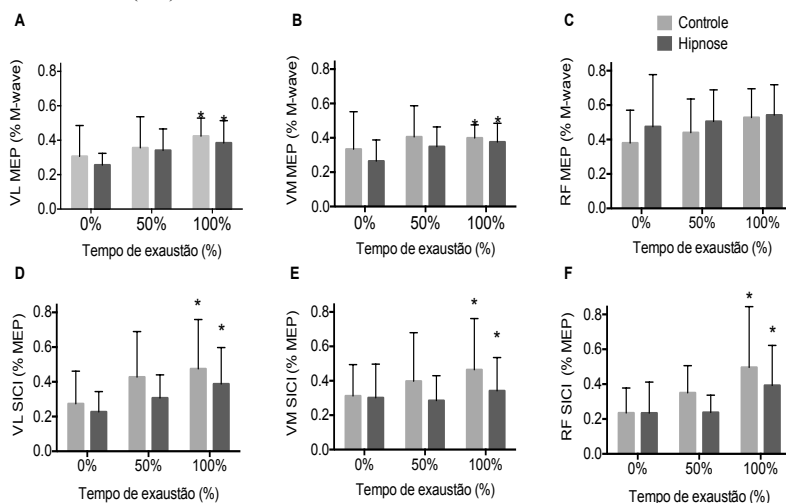 A
B
C
Controle
Hipnose
VL MEP (% M-wave)
0.8
0.6
0.4
0.2
0.0
* *
0% 50% 100%
Tempo de exaustão (%)
VM MEP (% M-wave)
0.8
0.6
0.4
0.2
0.0
* *
0% 50% 100%
Tempo de exaustão (%)
RF MEP (% M-wave)
0.8
0.6
0.4
0.2
0.0
0% 50% 100%
Tempo de exaustão (%)
D
E
F
VL SICI (% MEP)
0.8
0.6
0.4
0.2
0.0
* *
0% 50% 100%
Tempo de exaustão (%)
VM SICI (% MEP)
0.8
0.6
0.4
0.2
0.0
* *
0% 50% 100%
Tempo de exaustão (%)
RF SICI (% MEP)
0.8
0.6
0.4
0.2
0.0
* *
0% 50% 100%
Tempo de exaustão (%)